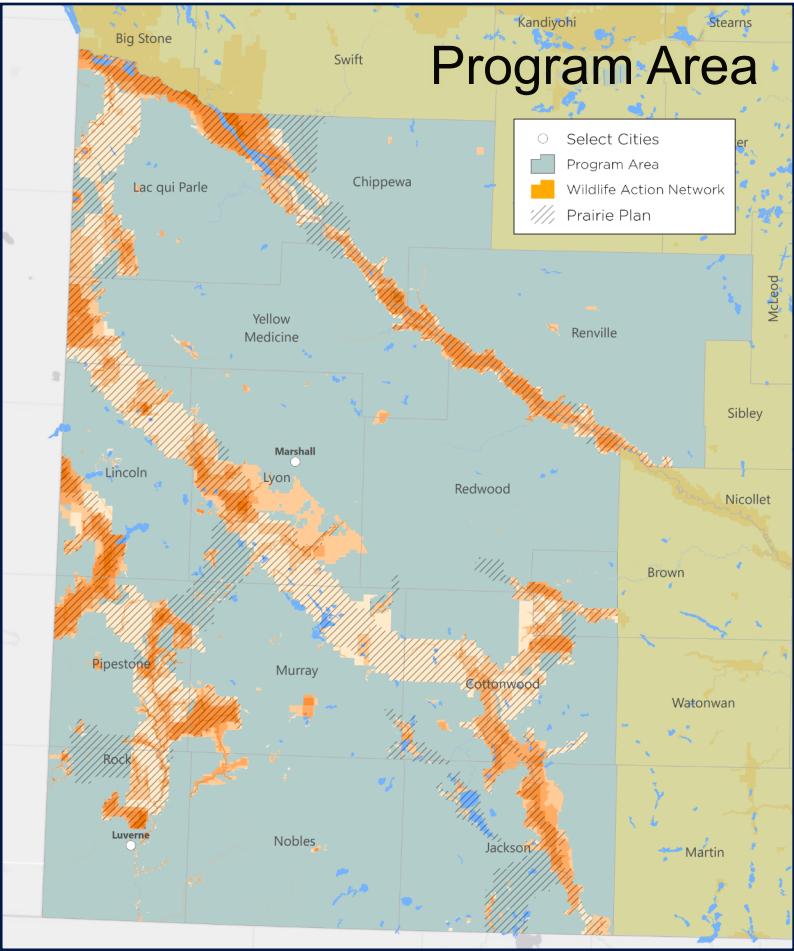 Kandiyohi
Stearns
Big Stone
Swift
Program Area
Select Cities
Program Area
Wildlife Action Network
Prairie Plan
er
Lac qui Parle
Chippewa
McLeod
Yellow
Medicine
Renville
Sibley
Marshall
Lincoln
Lyon
Redwood
Nicollet
Brown
Pipestone
Murray
Cottonwood
Watonwan
Rock
Luverne
Nobles
Jackson
Martin